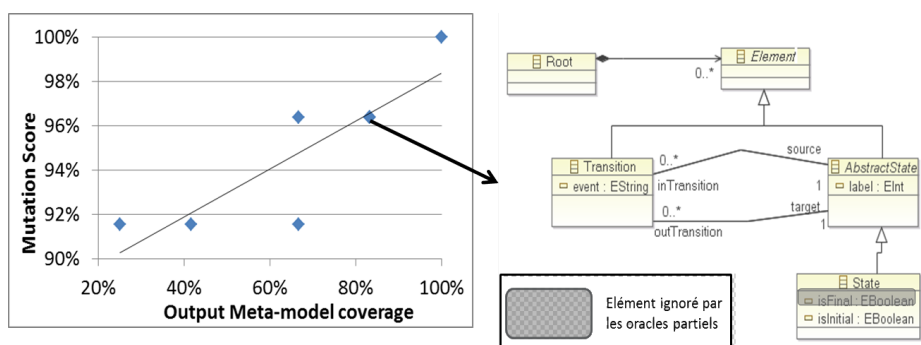 Mutation Score
100%
98%
96%
94%
92%
90%
20%
40%
60%
80%
100%
Output Meta-model coverage
Root
0..*
Element
Transition
event : EString
0..*
inTransition
source
1
AbstractState
label : EInt
0..*
outTransition
target
1
State
isFinal : EBoolean
isInitial : EBoolean
Elément ignoré par
les oracles partiels